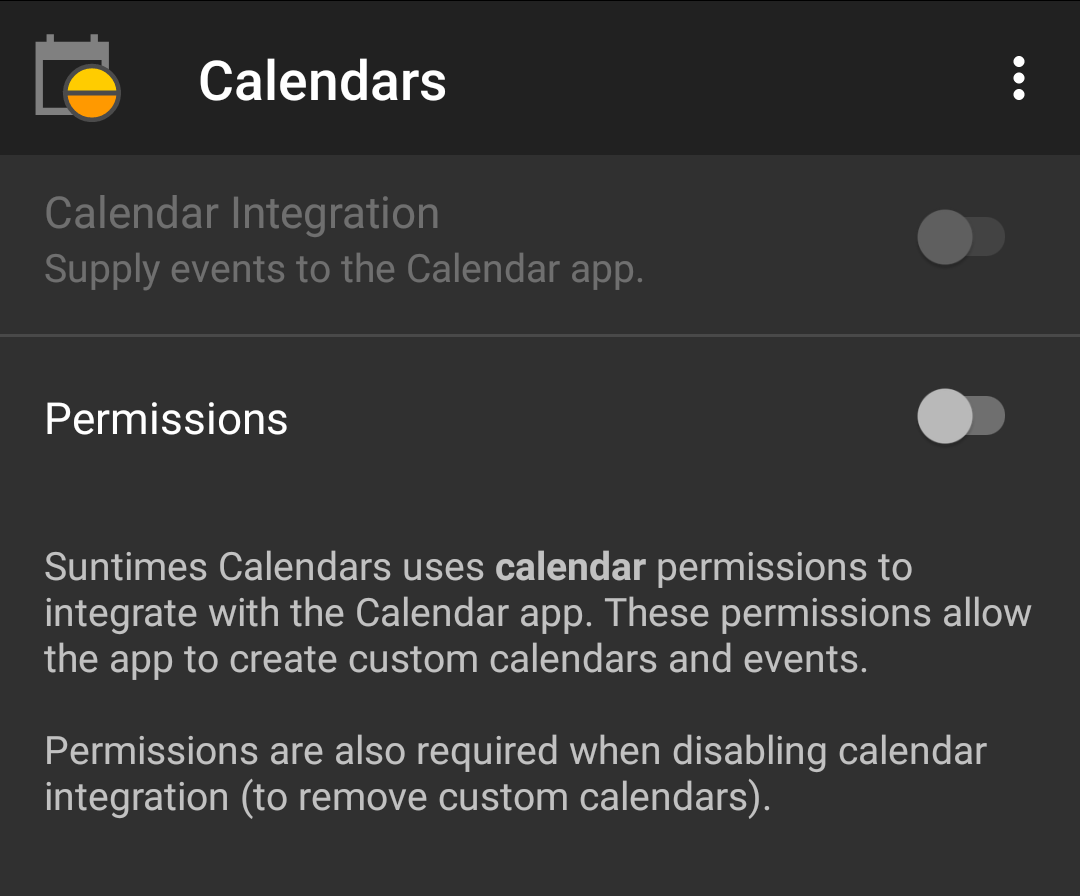 Calendars
Calendar Integration
Supply events to the Calendar app.
Permissions
Suntimes Calendars uses calendar permissions to
integrate with the Calendar app. These permissions allow
the app to create custom calendars and events.
Permissions are also required when disabling calendar
integration (to remove custom calendars).